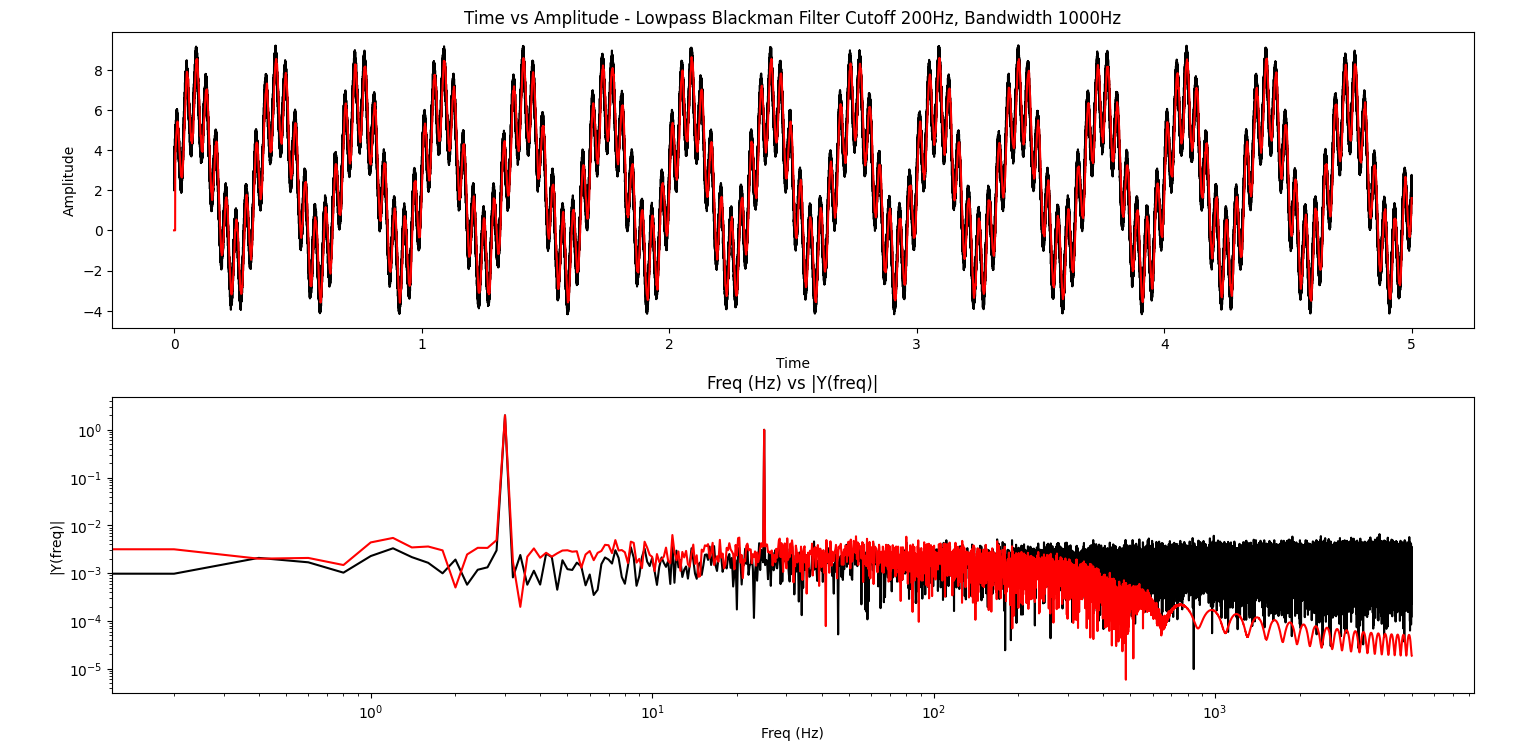 Time vs Amplitude - Lowpass Blackman Filter Cutoff 200Hz, Bandwidth 1000Hz
8
6
4
2
0
−2
−4
Amplitude
0 1 2 3 4 5
Time
Freq (Hz) vs |Y(freq)|
10⁰
10⁻¹
10⁻²
10⁻³
10⁻⁴
10⁻⁵
|Y(freq)|
10⁰ 10¹ 10² 10³
Freq (Hz)